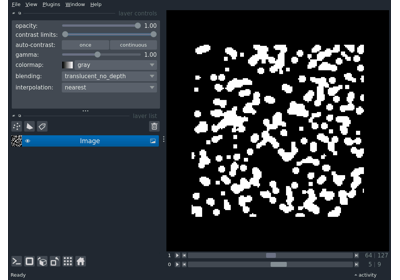 File View Plugins Window Help
layer controls
opacity: 1.00
contrast limits:
auto-contrast: once continuous
gamma: 1.00
colormap: gray
blending: translucent_no_depth
interpolation: nearest
layer list
Image
1 64 127
0 5 9
Ready activity